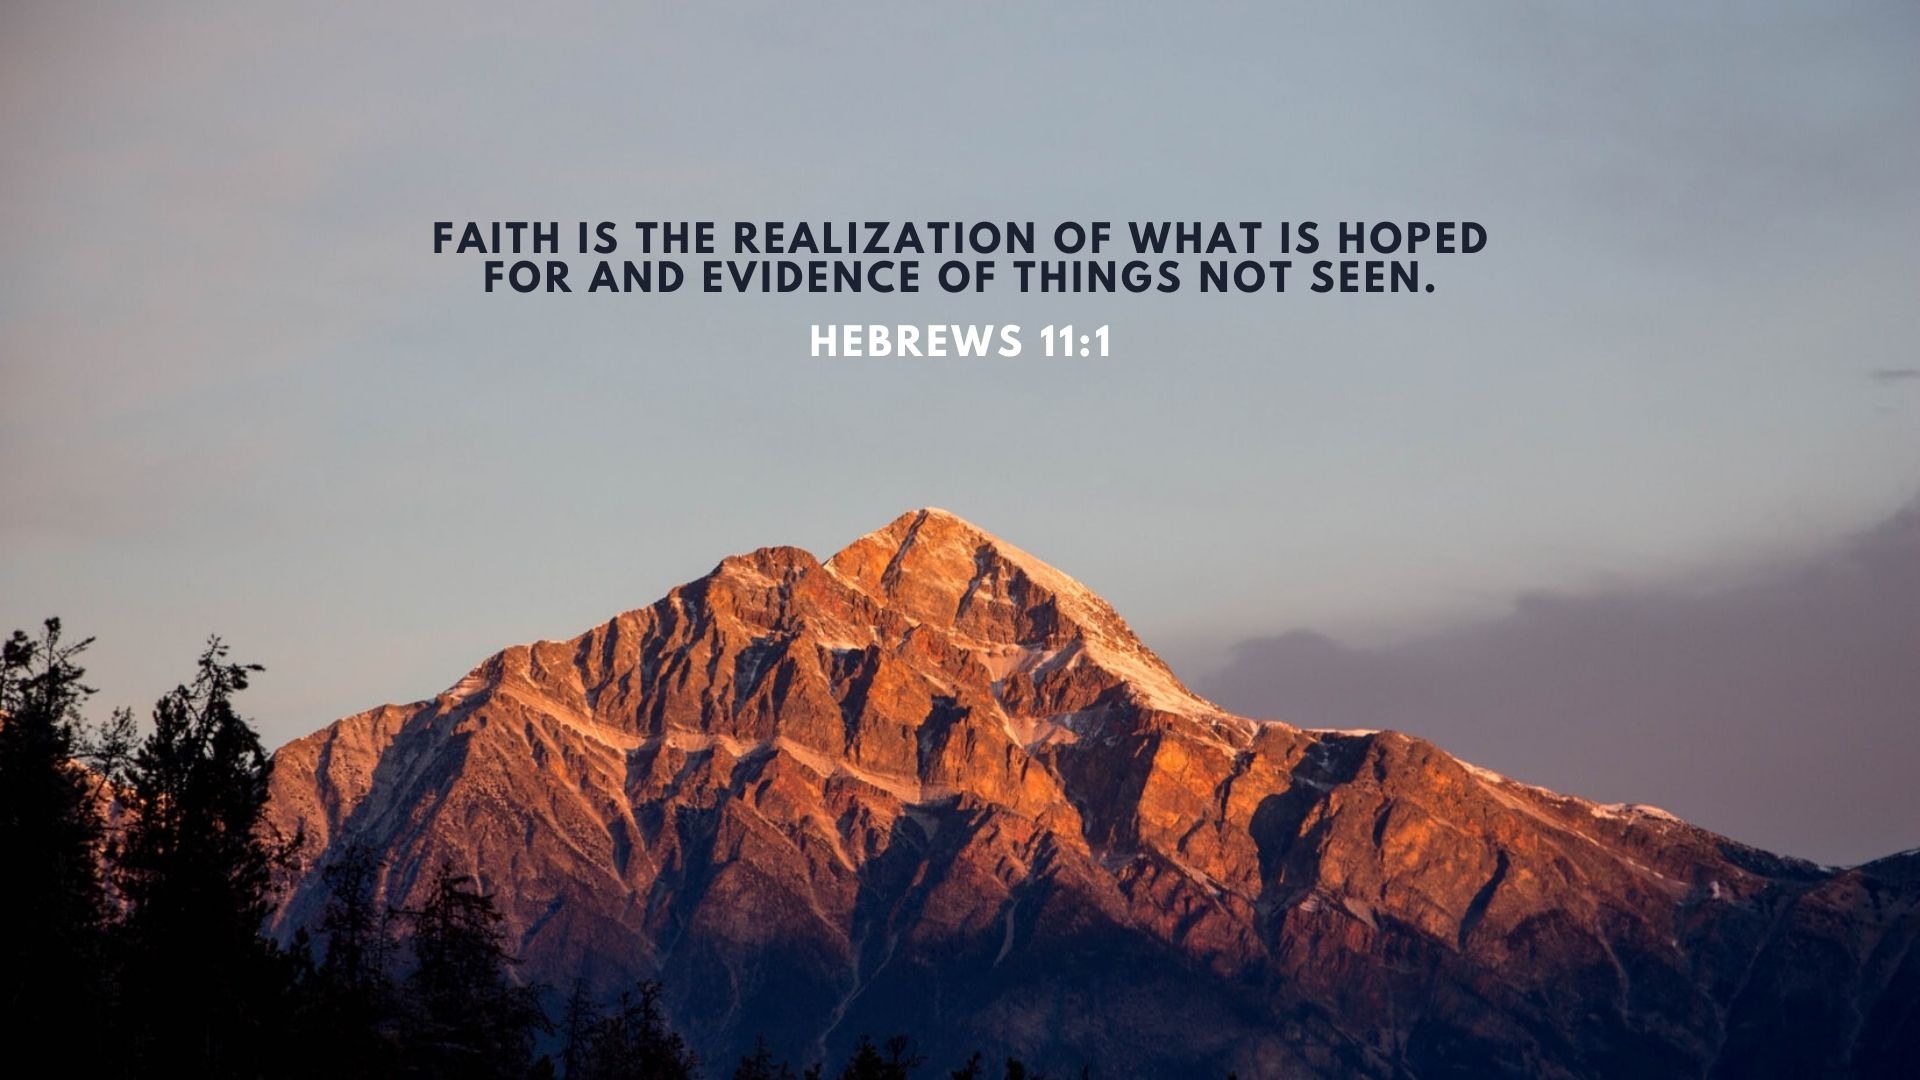 FAITH IS THE REALIZATION OF WHAT IS HOPED
FOR AND EVIDENCE OF THINGS NOT SEEN.
HEBREWS 11:1